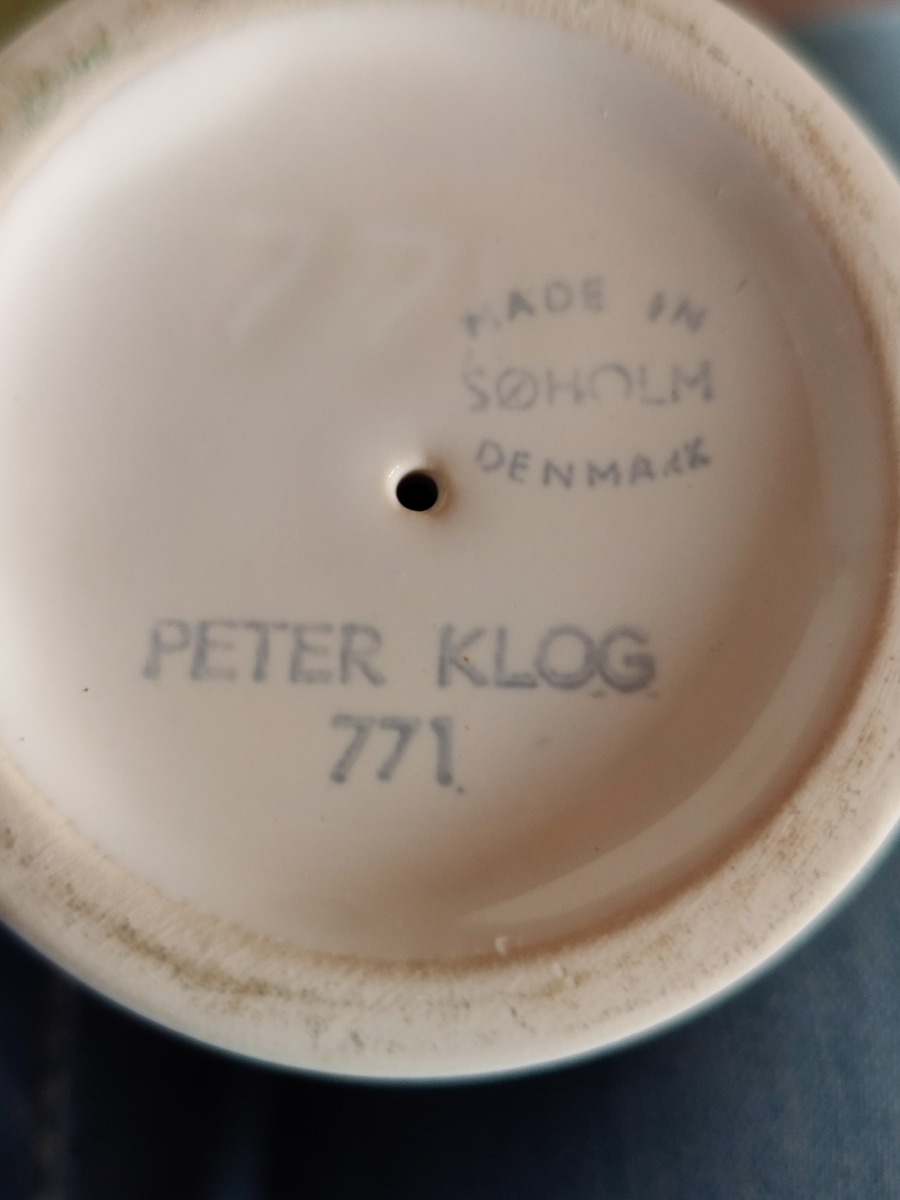 MADE IN
SØHOLM
DENMARK
PETER KLOG
771